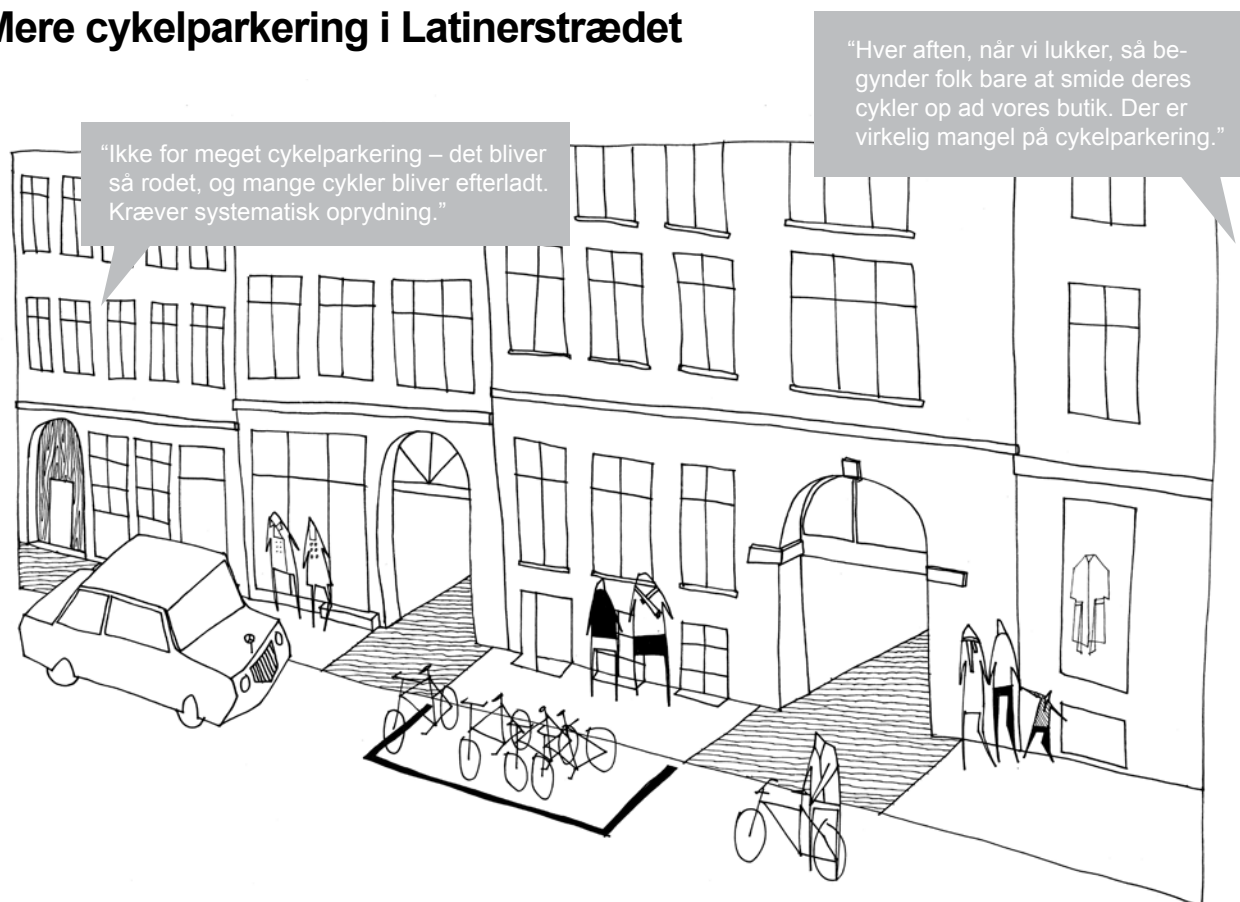 Mere cykelparkering i Latinerstrædet
“Hver aften, når vi lukker, så be-
gynder folk bare at smide deres
cykler op ad vores butik. Der er
virkelig mangel på cykelparkering.”
“Ikke for meget cykelparkering – det bliver
så rodet, og mange cykler bliver efterladt.
Kræver systematisk oprydning.”